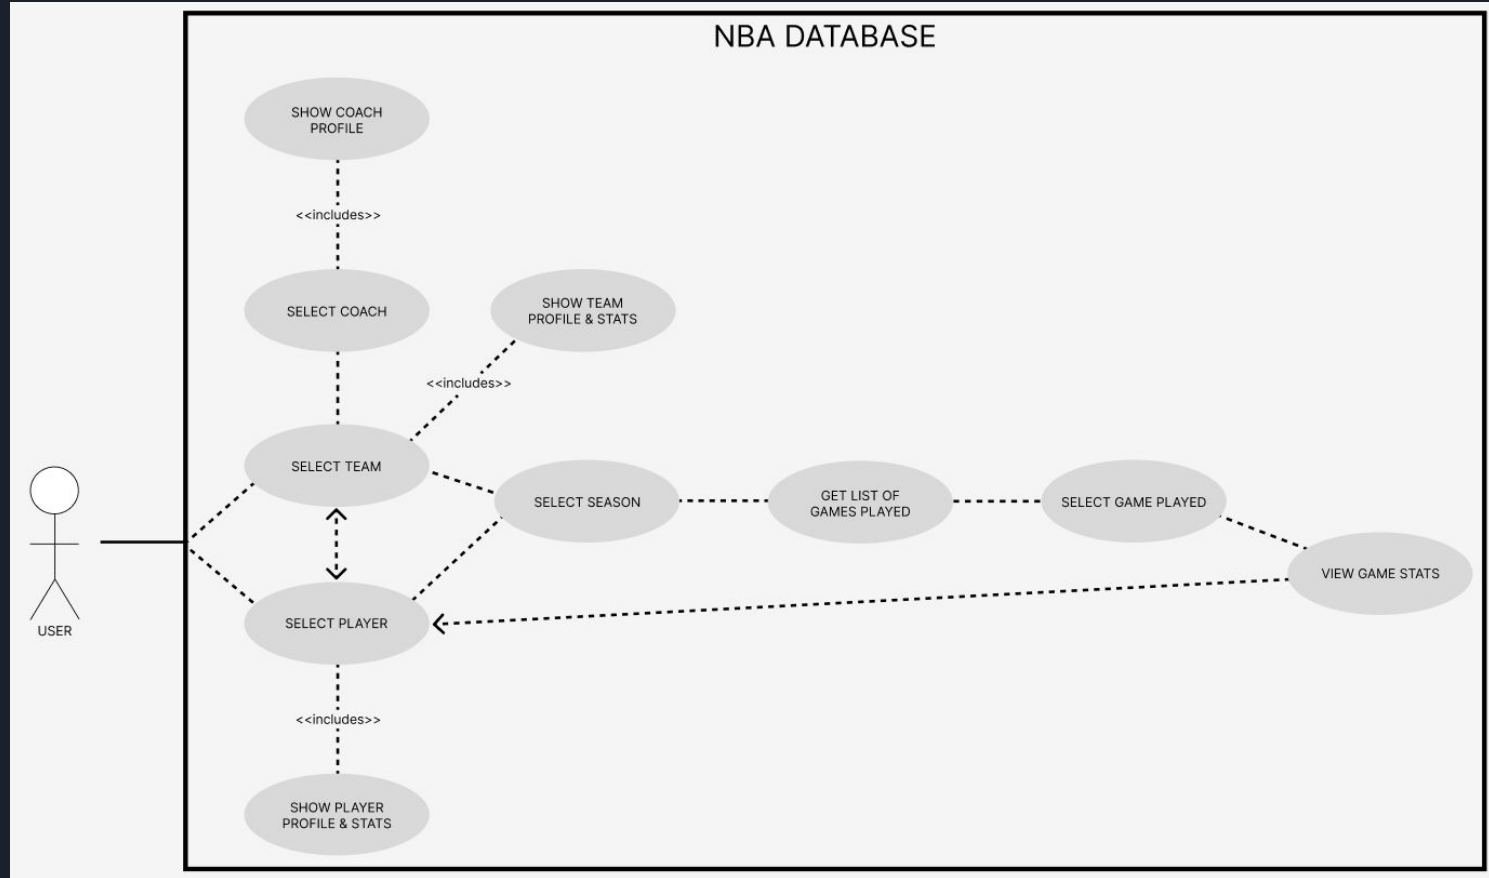 NBA DATABASE
SHOW COACH
PROFILE
<<includes>>
SELECT COACH
SHOW TEAM
PROFILE & STATS
<<includes>>
SELECT TEAM
SELECT SEASON
GET LIST OF
GAMES PLAYED
SELECT GAME PLAYED
VIEW GAME STATS
USER
SELECT PLAYER
<<includes>>
SHOW PLAYER
PROFILE & STATS